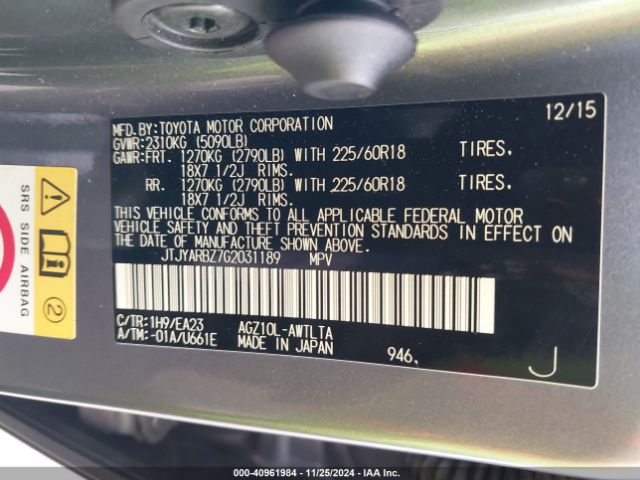 MFD.BY:TOYOTA MOTOR CORPORATION 12/15
GVWR:2310KG (5090LB)
GAWR:FRT. 1270KG (2790LB) WITH 225/60R18 TIRES,
18X7 1/2J RIMS.
RR. 1270KG (2790LB) WITH 225/60R18 TIRES,
18X7 1/2J RIMS.
THIS VEHICLE CONFORMS TO ALL APPLICABLE FEDERAL MOTOR
VEHICLE SAFETY AND THEFT PREVENTION STANDARDS IN EFFECT ON
THE DATE OF MANUFACTURE SHOWN ABOVE.
JTJYARBZ7G2031189 MPV
C/TR:1H9/EA23 AGZ10L-AWTLTA
A/TM:-01A/U661E MADE IN JAPAN 946.
J
SRS SIDE AIRBAG
2
000-40961984 - 11/25/2024 - IAA Inc.